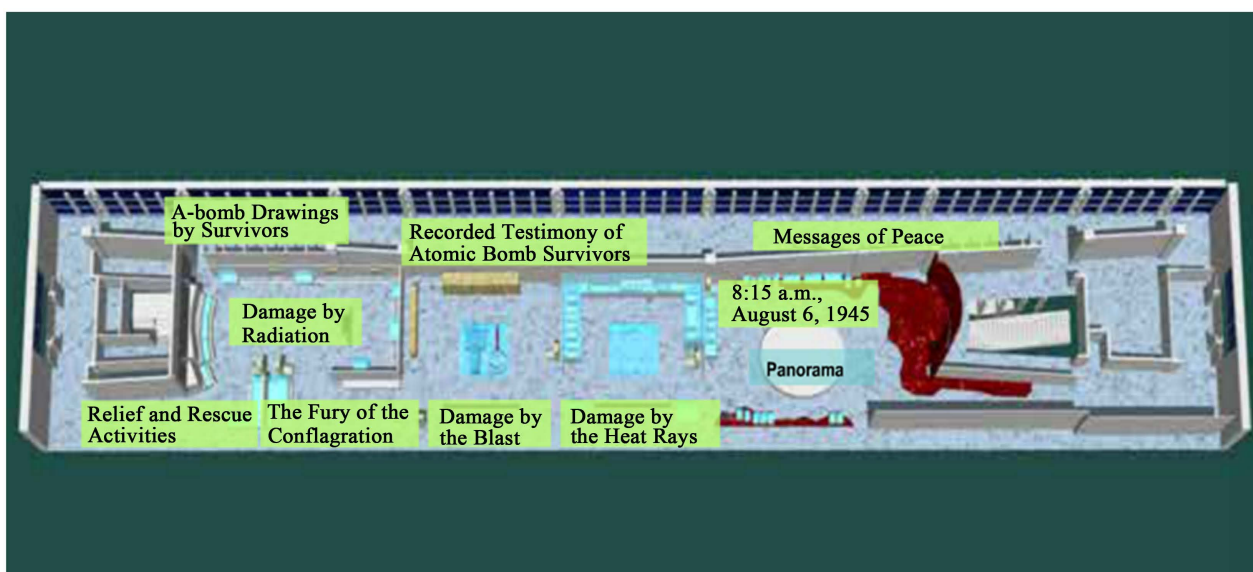 A-bomb Drawings
by Survivors
Recorded Testimony of
Atomic Bomb Survivors
Messages of Peace
8:15 a.m.,
August 6, 1945
Damage by
Radiation
Panorama
Relief and Rescue
Activities
The Fury of the
Conflagration
Damage by
the Blast
Damage by
the Heat Rays